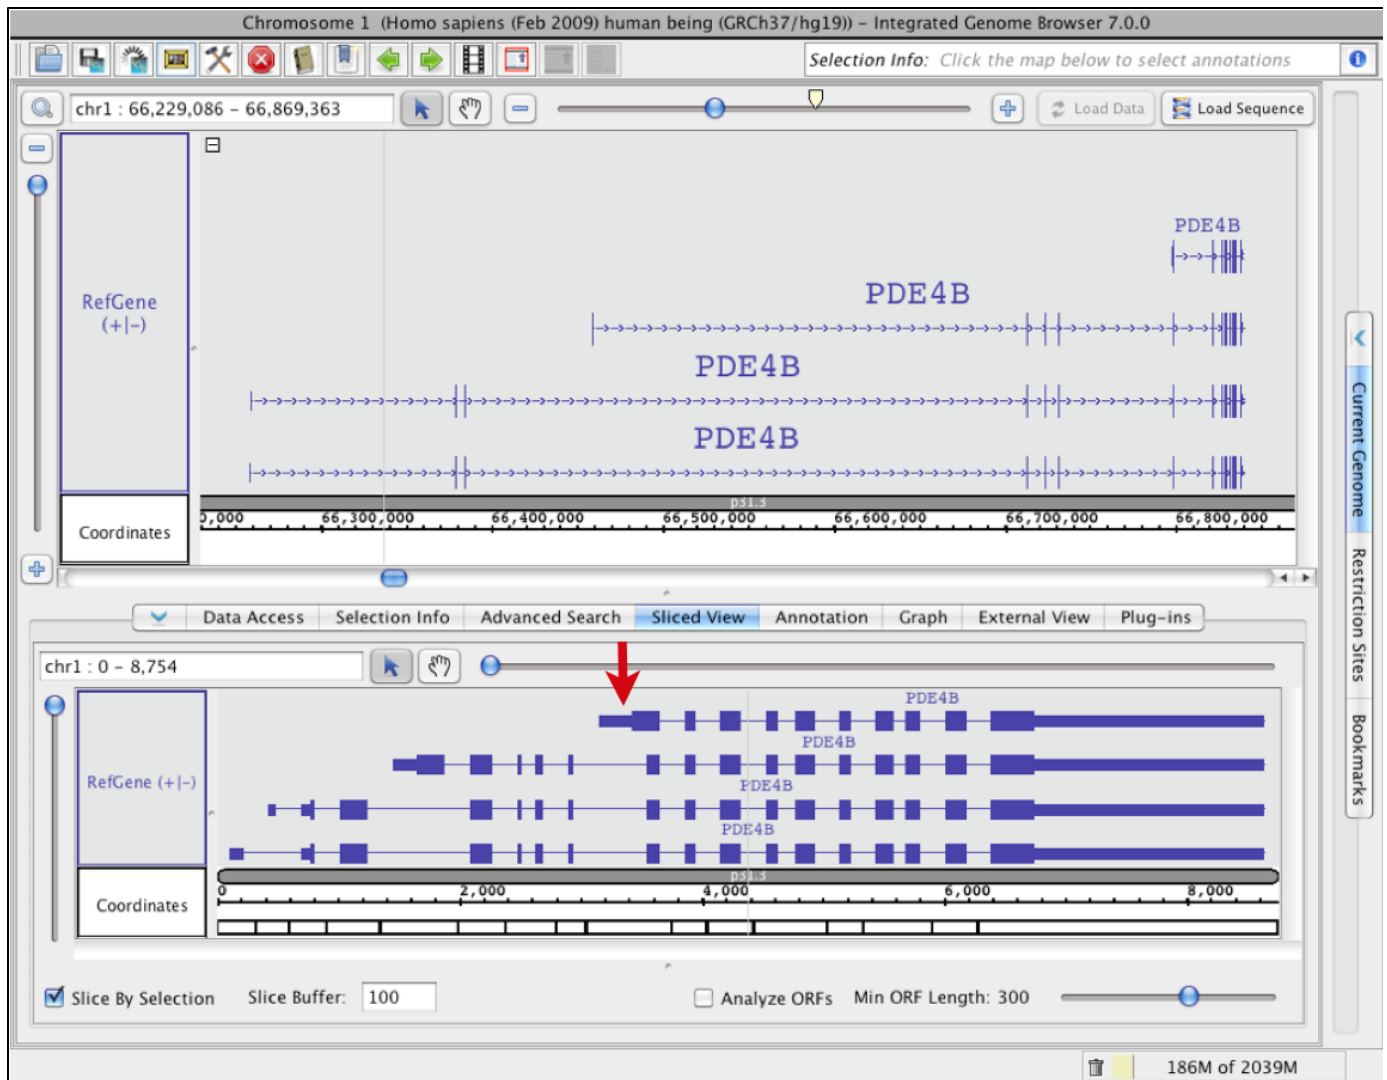 Chromosome 1 (Homo sapiens (Feb 2009) human being (GRCh37/hg19)) – Integrated Genome Browser 7.0.0
Selection Info: Click the map below to select annotations
chr1 : 66,229,086 – 66,869,363
Load Data
Load Sequence
PDE4B
PDE4B
RefGene
(+|-)
PDE4B
PDE4B
p31.3
0,000 66,300,000 66,400,000 66,500,000 66,600,000 66,700,000 66,800,000
Coordinates
Current Genome
Restriction Sites
Bookmarks
Data Access Selection Info Advanced Search Sliced View Annotation Graph External View Plug-ins
chr1 : 0 – 8,754
PDE4B
PDE4B
RefGene (+|-)
PDE4B
PDE4B
p31.3
0 2,000 4,000 6,000 8,000
Coordinates
Slice By Selection Slice Buffer: 100 Analyze ORFs Min ORF Length: 300
186M of 2039M